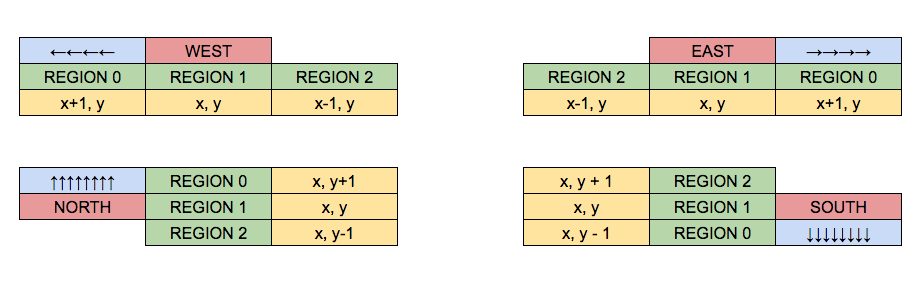 ←←←← WEST
REGION 0 REGION 1 REGION 2
x+1, y x, y x-1, y
EAST →→→→
REGION 2 REGION 1 REGION 0
x-1, y x, y x+1, y
↑↑↑↑↑↑↑↑ REGION 0 x, y+1
NORTH REGION 1 x, y
REGION 2 x, y-1
x, y + 1 REGION 2
x, y REGION 1 SOUTH
x, y - 1 REGION 0 ↓↓↓↓↓↓↓↓